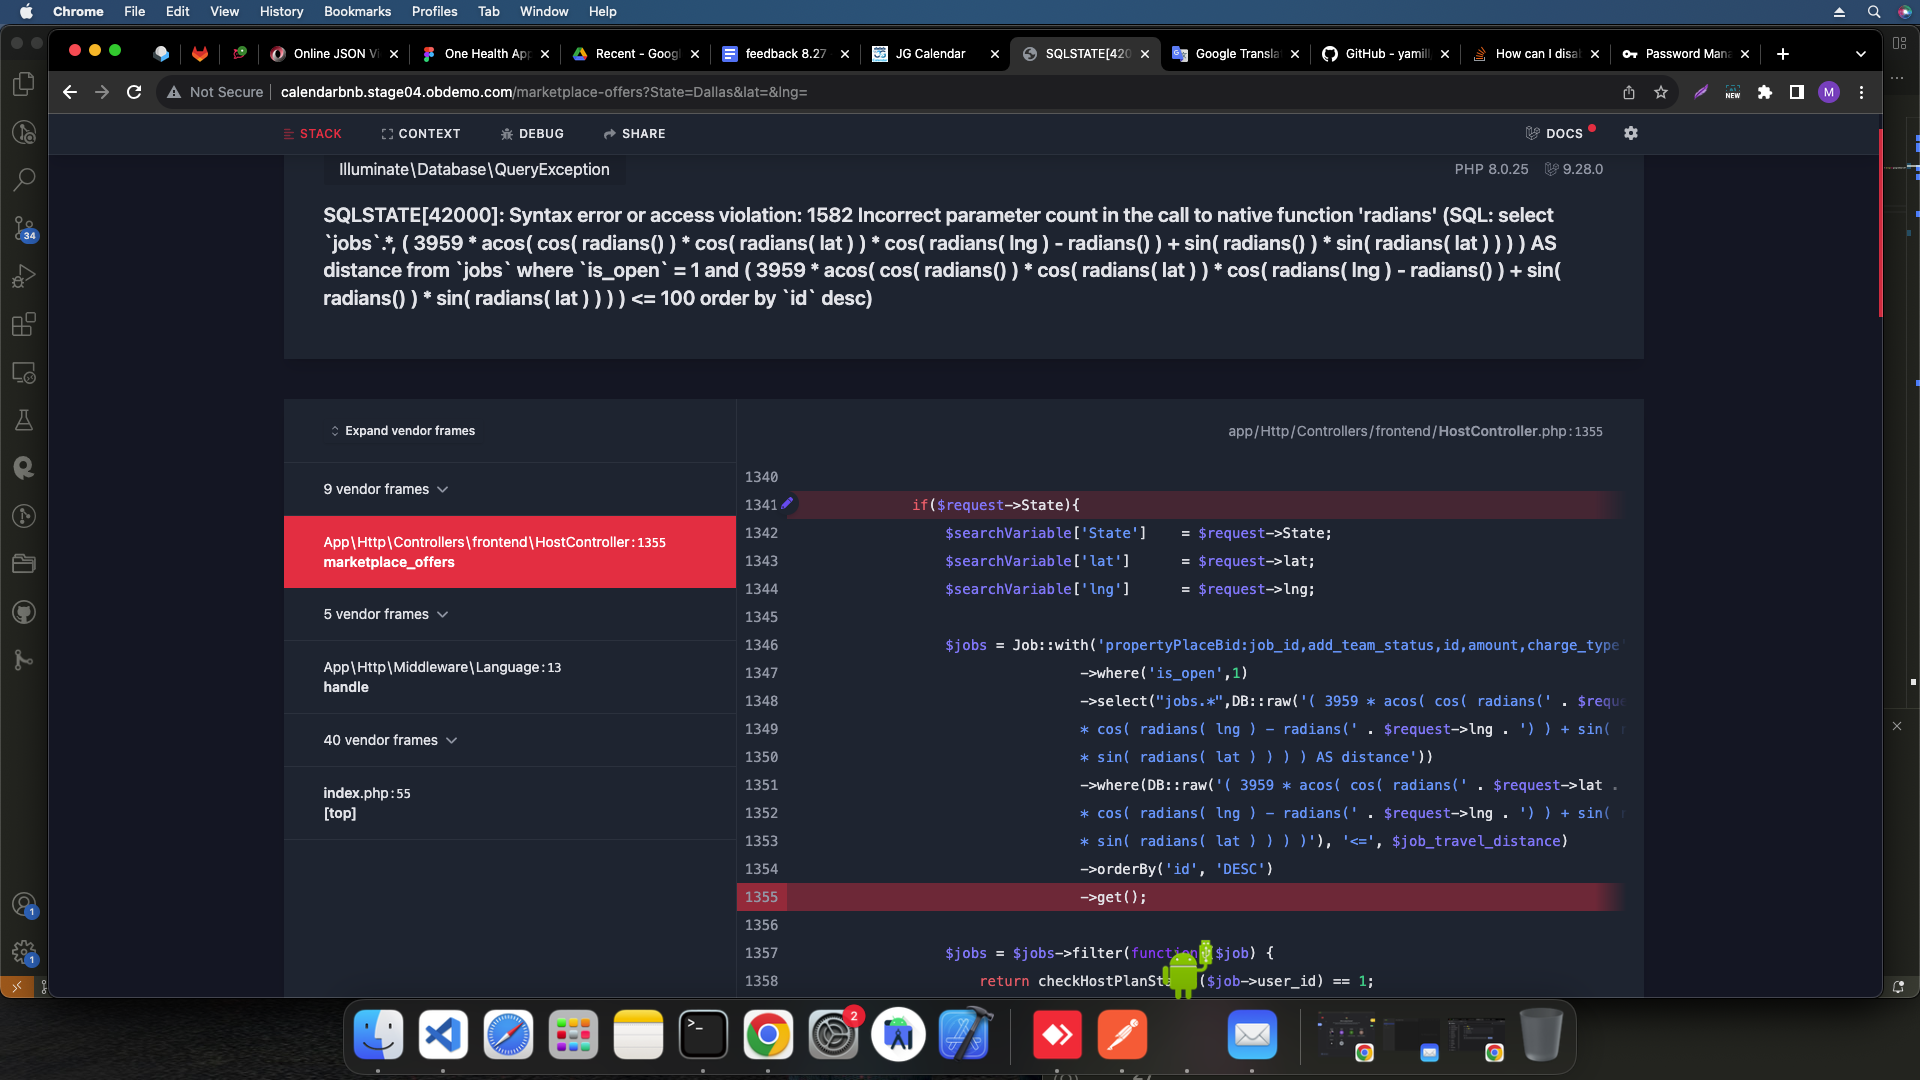 Chrome File Edit View History Bookmarks Profiles Tab Window Help
Online JSON Vi
One Health App
Recent - Googl
feedback 8.27
JG Calendar
SQLSTATE[420
Google Transla
GitHub - yamill
How can I disa
Password Mana
Not Secure calendarbnb.stage04.obdemo.com/marketplace-offers?State=Dallas&lat=&lng=
NEW
M
STACK CONTEXT DEBUG SHARE DOCS
Illuminate\Database\QueryException PHP 8.0.25 9.28.0
SQLSTATE[42000]: Syntax error or access violation: 1582 Incorrect parameter count in the call to native function 'radians' (SQL: select
`jobs`.*, ( 3959 * acos( cos( radians() ) * cos( radians( lat ) ) * cos( radians( lng ) - radians() ) + sin( radians() ) * sin( radians( lat ) ) ) ) AS
distance from `jobs` where `is_open` = 1 and ( 3959 * acos( cos( radians() ) * cos( radians( lat ) ) * cos( radians( lng ) - radians() ) + sin(
radians() ) * sin( radians( lat ) ) ) ) <= 100 order by `id` desc)
Expand vendor frames
9 vendor frames
App\Http\Controllers\frontend\HostController:1355
marketplace_offers
5 vendor frames
App\Http\Middleware\Language:13
handle
40 vendor frames
index.php:55
[top]
app/Http/Controllers/frontend/HostController.php:1355
1340
1341 if($request->State){
1342 $searchVariable['State'] = $request->State;
1343 $searchVariable['lat'] = $request->lat;
1344 $searchVariable['lng'] = $request->lng;
1345
1346 $jobs = Job::with('propertyPlaceBid:job_id,add_team_status,id,amount,charge_type'
1347 ->where('is_open',1)
1348 ->select("jobs.*",DB::raw('( 3959 * acos( cos( radians(' . $reque
1349 * cos( radians( lng ) - radians(' . $request->lng . ') ) + sin( r
1350 * sin( radians( lat ) ) ) ) AS distance'))
1351 ->where(DB::raw('( 3959 * acos( cos( radians(' . $request->lat .
1352 * cos( radians( lng ) - radians(' . $request->lng . ') ) + sin( r
1353 * sin( radians( lat ) ) ) )'), '<=', $job_travel_distance)
1354 ->orderBy('id', 'DESC')
1355 ->get();
1356
1357 $jobs = $jobs->filter(function $job) {
1358 return checkHostPlanSta ($job->user_id) == 1;
34
1
1
2